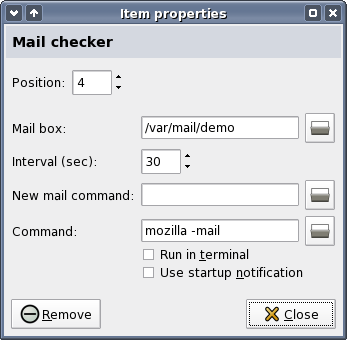 Item properties
Mail checker
Position: 4
Mail box: /var/mail/demo
Interval (sec): 30
New mail command:
Command: mozilla -mail
Run in terminal
Use startup notification
Remove Close